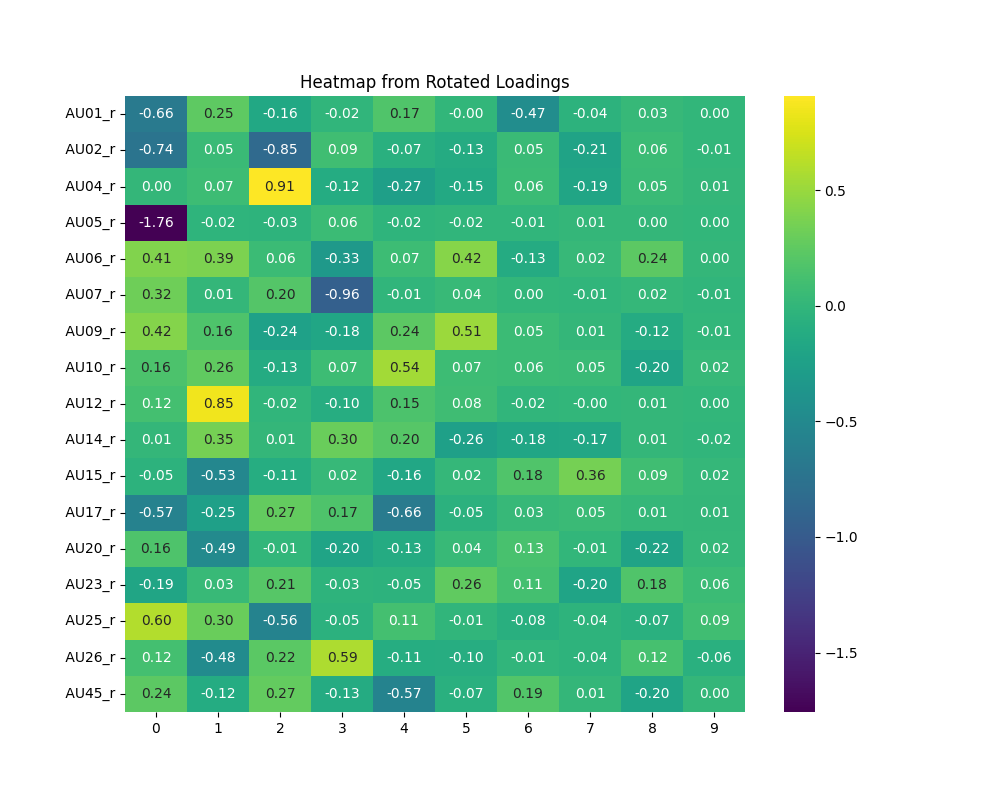 Heatmap from Rotated Loadings
AU01_r -0.66 0.25 -0.16 -0.02 0.17 -0.00 -0.47 -0.04 0.03 0.00
AU02_r -0.74 0.05 -0.85 0.09 -0.07 -0.13 0.05 -0.21 0.06 -0.01
AU04_r 0.00 0.07 0.91 -0.12 -0.27 -0.15 0.06 -0.19 0.05 0.01
AU05_r -1.76 -0.02 -0.03 0.06 -0.02 -0.02 -0.01 0.01 0.00 0.00
AU06_r 0.41 0.39 0.06 -0.33 0.07 0.42 -0.13 0.02 0.24 0.00
AU07_r 0.32 0.01 0.20 -0.96 -0.01 0.04 0.00 -0.01 0.02 -0.01
AU09_r 0.42 0.16 -0.24 -0.18 0.24 0.51 0.05 0.01 -0.12 -0.01
AU10_r 0.16 0.26 -0.13 0.07 0.54 0.07 0.06 0.05 -0.20 0.02
AU12_r 0.12 0.85 -0.02 -0.10 0.15 0.08 -0.02 -0.00 0.01 0.00
AU14_r 0.01 0.35 0.01 0.30 0.20 -0.26 -0.18 -0.17 0.01 -0.02
AU15_r -0.05 -0.53 -0.11 0.02 -0.16 0.02 0.18 0.36 0.09 0.02
AU17_r -0.57 -0.25 0.27 0.17 -0.66 -0.05 0.03 0.05 0.01 0.01
AU20_r 0.16 -0.49 -0.01 -0.20 -0.13 0.04 0.13 -0.01 -0.22 0.02
AU23_r -0.19 0.03 0.21 -0.03 -0.05 0.26 0.11 -0.20 0.18 0.06
AU25_r 0.60 0.30 -0.56 -0.05 0.11 -0.01 -0.08 -0.04 -0.07 0.09
AU26_r 0.12 -0.48 0.22 0.59 -0.11 -0.10 -0.01 -0.04 0.12 -0.06
AU45_r 0.24 -0.12 0.27 -0.13 -0.57 -0.07 0.19 0.01 -0.20 0.00
0 1 2 3 4 5 6 7 8 9
0.5
0.0
−0.5
−1.0
−1.5